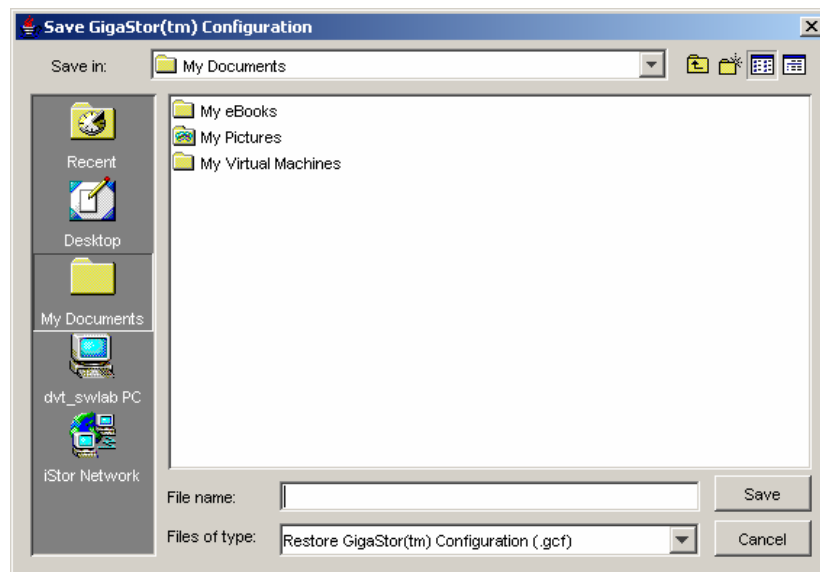 Save GigaStor(tm) Configuration
Save in:
My Documents
My eBooks
My Pictures
My Virtual Machines
Recent
Desktop
My Documents
dvt_swlab PC
iStor Network
File name:
Save
Files of type:
Restore GigaStor(tm) Configuration (.gcf)
Cancel